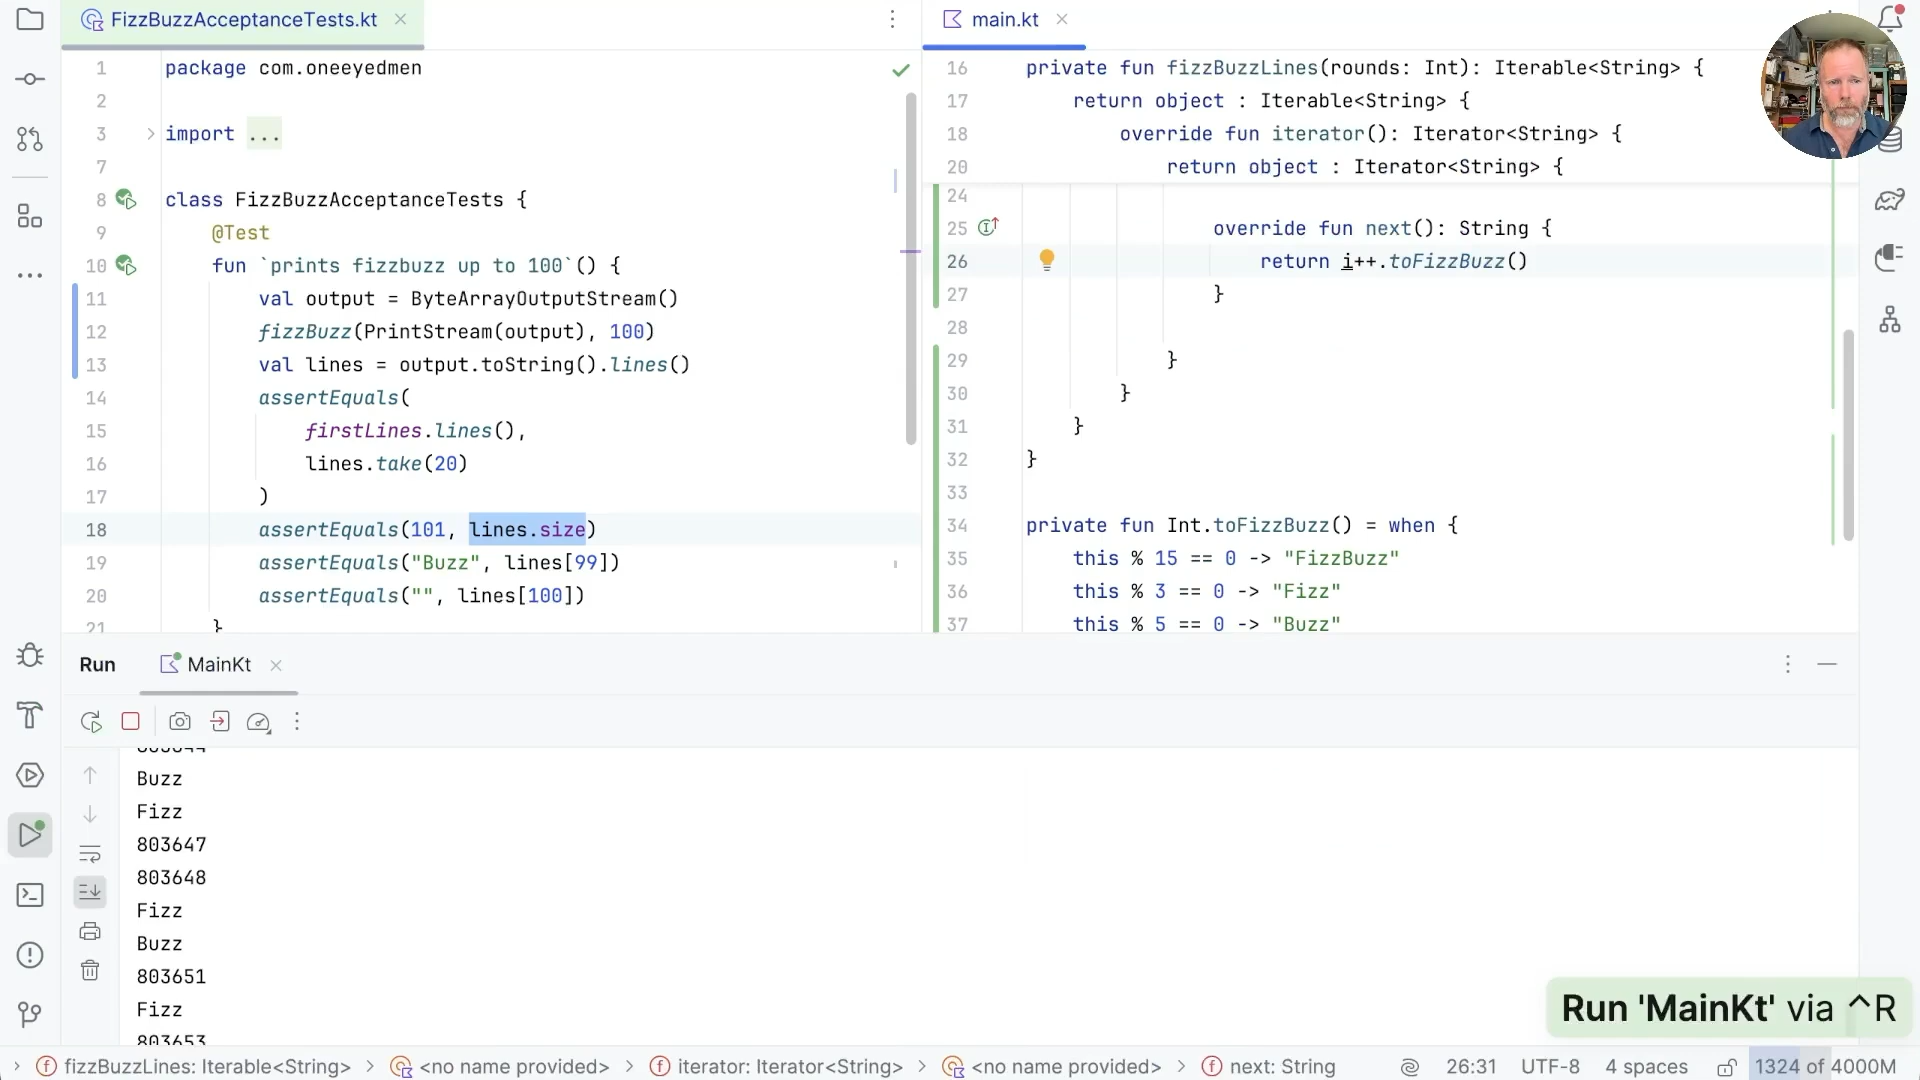 FizzBuzzAcceptanceTests.kt
main.kt
1 package com.oneeyedmen
2
3 import ...
7
8 class FizzBuzzAcceptanceTests {
9 @Test
10 fun `prints fizzbuzz up to 100`() {
11 val output = ByteArrayOutputStream()
12 fizzBuzz(PrintStream(output), 100)
13 val lines = output.toString().lines()
14 assertEquals(
15 firstLines.lines(),
16 lines.take(20)
17 )
18 assertEquals(101, lines.size)
19 assertEquals("Buzz", lines[99])
20 assertEquals("", lines[100])
21 }
16 private fun fizzBuzzLines(rounds: Int): Iterable<String> {
17 return object : Iterable<String> {
18 override fun iterator(): Iterator<String> {
20 return object : Iterator<String> {
24
25 override fun next(): String {
26 return i++.toFizzBuzz()
27 }
28
29 }
30 }
31 }
32 }
33
34 private fun Int.toFizzBuzz() = when {
35 this % 15 == 0 -> "FizzBuzz"
36 this % 3 == 0 -> "Fizz"
37 this % 5 == 0 -> "Buzz"
Run MainKt
Buzz
Fizz
803647
803648
Fizz
Buzz
803651
Fizz
803653
Run 'MainKt' via ^R
fizzBuzzLines: Iterable<String> > <no name provided> > iterator: Iterator<String> > <no name provided> > next: String 26:31 UTF-8 4 spaces 1324 of 4000M